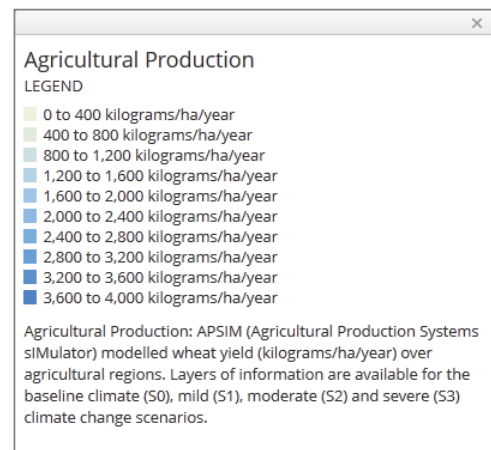 Agricultural Production
LEGEND
0 to 400 kilograms/ha/year
400 to 800 kilograms/ha/year
800 to 1,200 kilograms/ha/year
1,200 to 1,600 kilograms/ha/year
1,600 to 2,000 kilograms/ha/year
2,000 to 2,400 kilograms/ha/year
2,400 to 2,800 kilograms/ha/year
2,800 to 3,200 kilograms/ha/year
3,200 to 3,600 kilograms/ha/year
3,600 to 4,000 kilograms/ha/year
Agricultural Production: APSIM (Agricultural Production Systems
sIMulator) modelled wheat yield (kilograms/ha/year) over
agricultural regions. Layers of information are available for the
baseline climate (S0), mild (S1), moderate (S2) and severe (S3)
climate change scenarios.